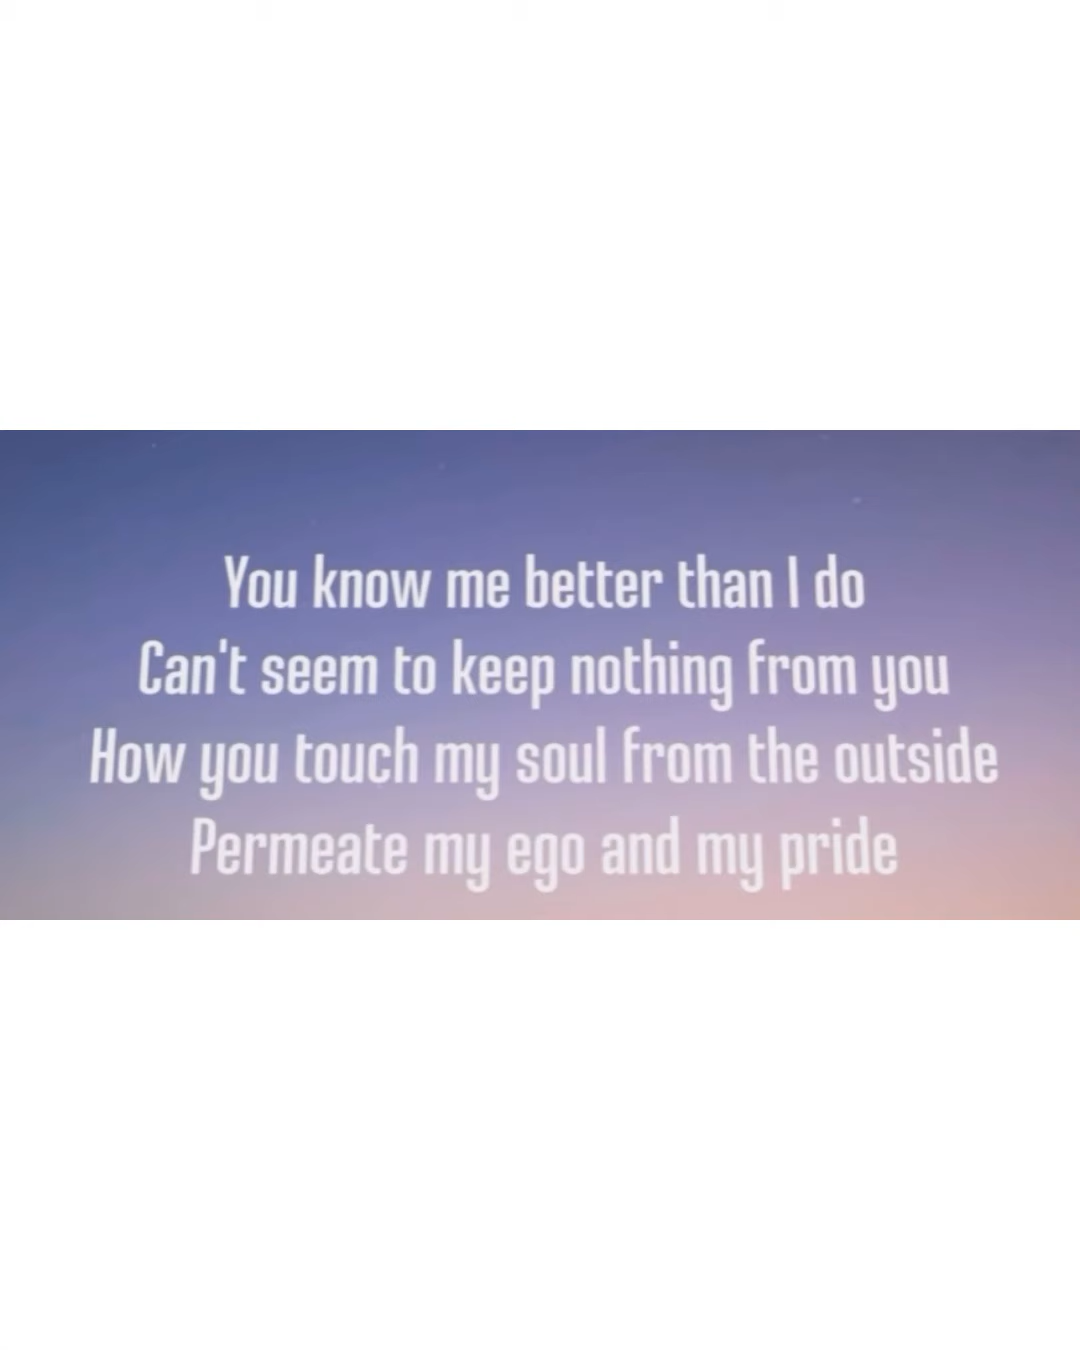 You know me better than I do
Can't seem to keep nothing from you
How you touch my soul from the outside
Permeate my ego and my pride